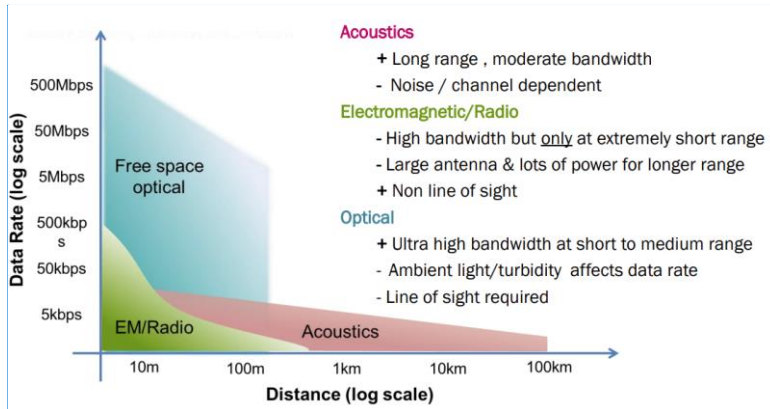 Data Rate (log scale)
500Mbps
50Mbps
5Mbps
500kbp
s
50kbps
5kbps
Free space
optical
EM/Radio
Acoustics
10m
100m
1km
10km
100km
Distance (log scale)
Acoustics
+ Long range , moderate bandwidth
- Noise / channel dependent
Electromagnetic/Radio
- High bandwidth but only at extremely short range
- Large antenna & lots of power for longer range
+ Non line of sight
Optical
+ Ultra high bandwidth at short to medium range
- Ambient light/turbidity affects data rate
- Line of sight required